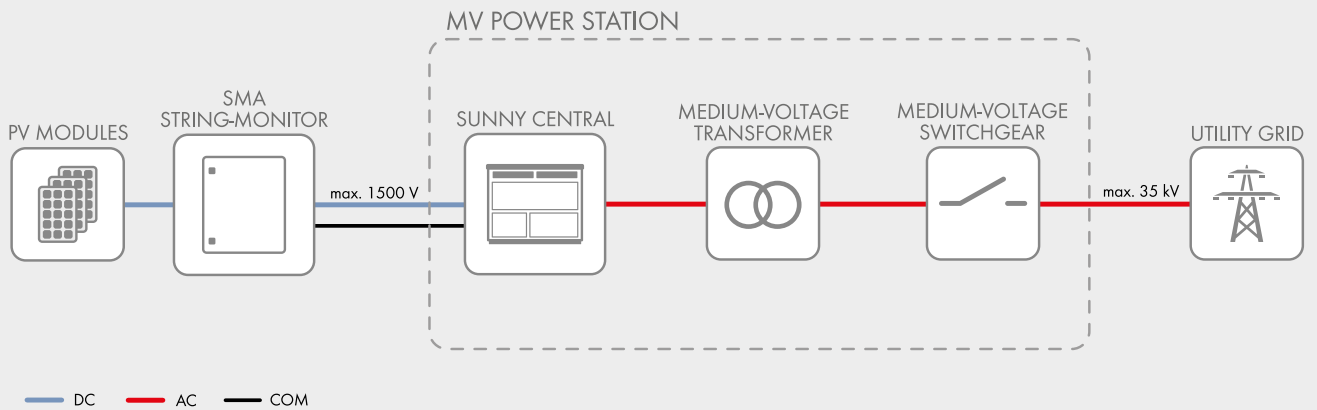 MV POWER STATION
SMA
STRING-MONITOR
PV MODULES
SUNNY CENTRAL
MEDIUM-VOLTAGE
TRANSFORMER
MEDIUM-VOLTAGE
SWITCHGEAR
UTILITY GRID
max. 1500 V
max. 35 kV
DC
AC
COM